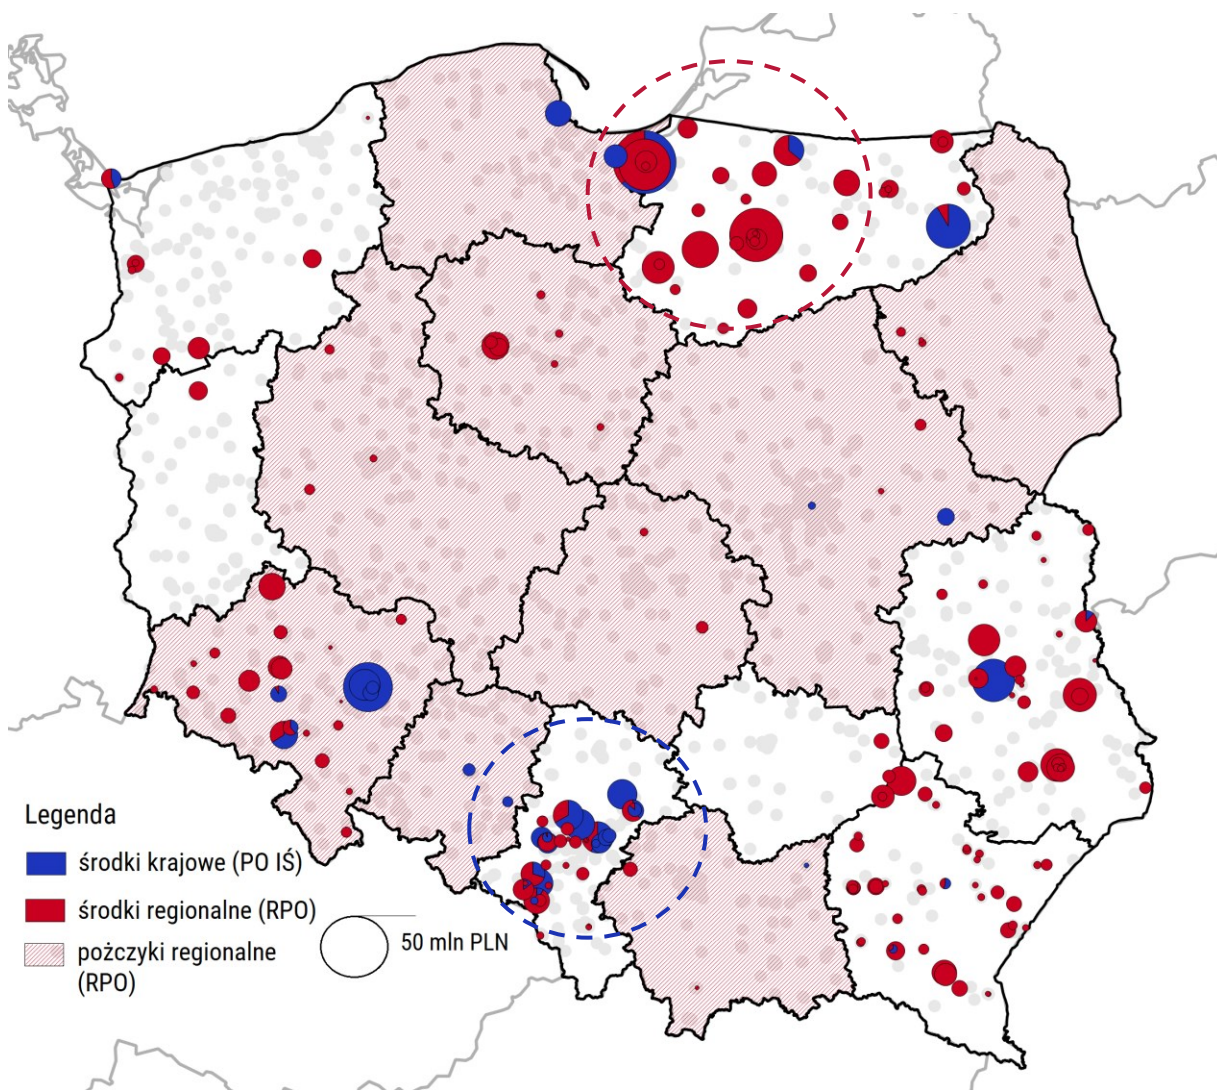 Legenda
środki krajowe (PO IŚ)
środki regionalne (RPO)
50 mln PLN
pożczyki regionalne
(RPO)